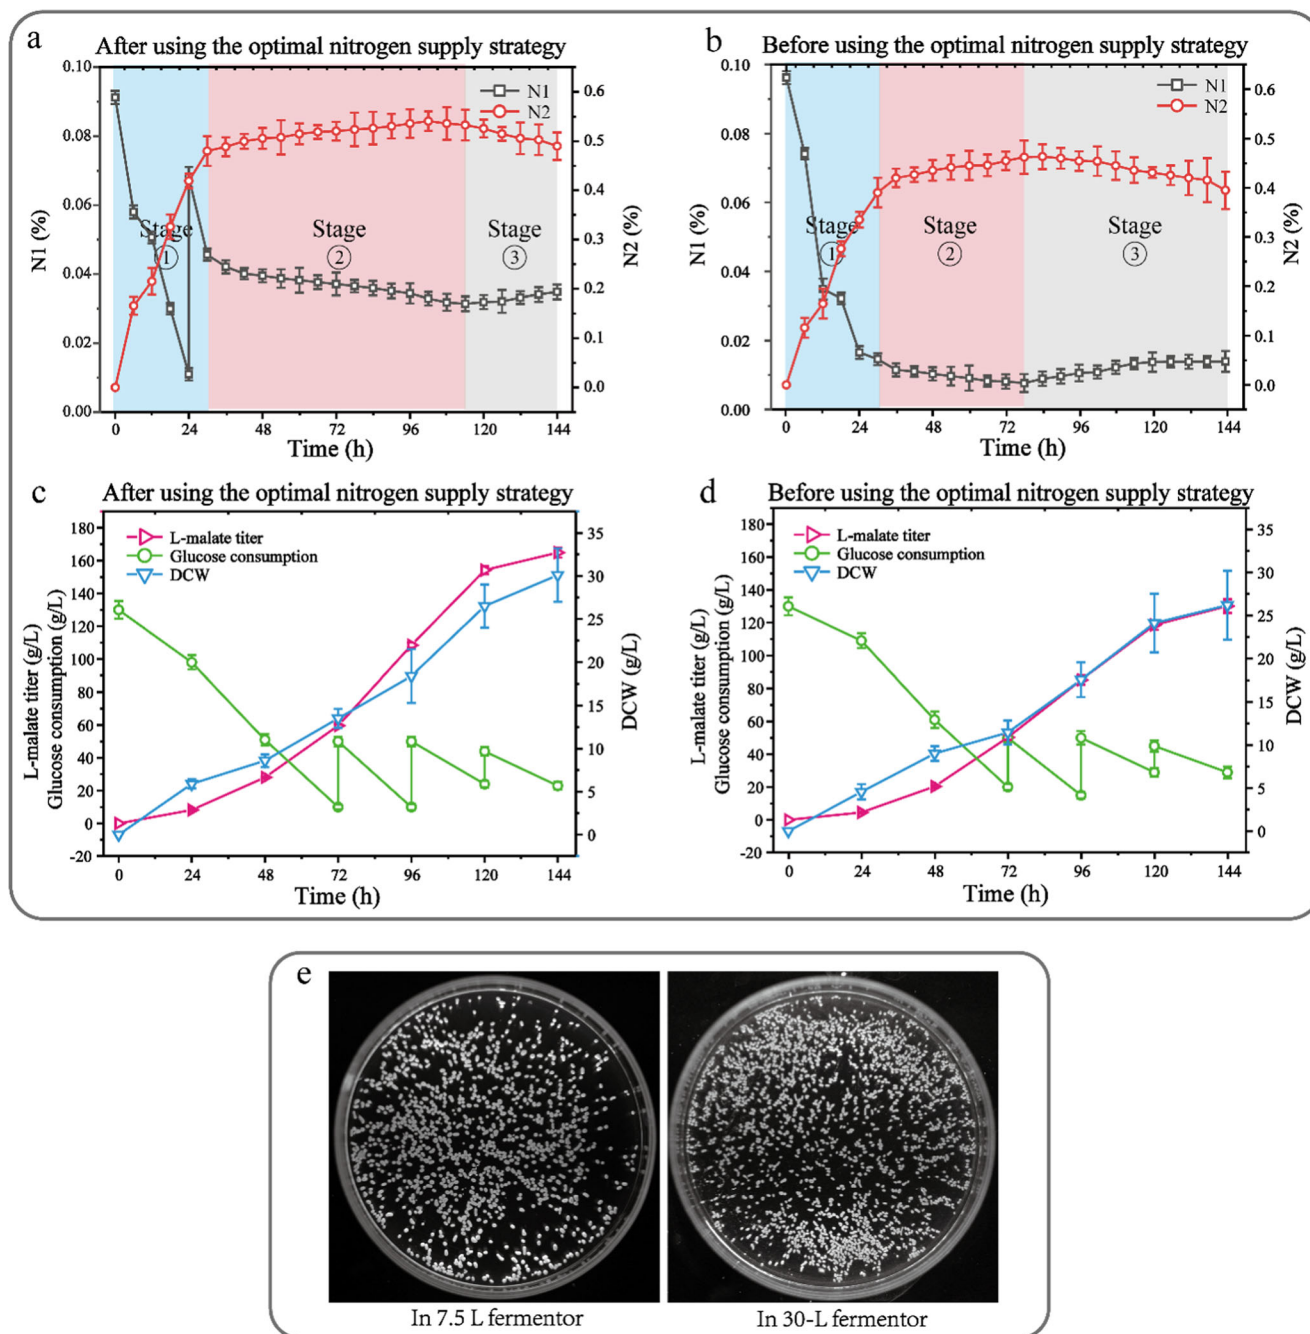 a
After using the optimal nitrogen supply strategy
0.10
0.08
0.06
0.04
0.02
0.00
N1 (%)
0.6
0.5
0.4
0.3
0.2
0.1
0.0
N2 (%)
N1
N2
Stage
1
Stage
2
Stage
3
0 24 48 72 96 120 144
Time (h)
b
Before using the optimal nitrogen supply strategy
0.10
0.08
0.06
0.04
0.02
0.00
N1 (%)
0.6
0.5
0.4
0.3
0.2
0.1
0.0
N2 (%)
N1
N2
Stage
1
Stage
2
Stage
3
0 24 48 72 96 120 144
Time (h)
c
After using the optimal nitrogen supply strategy
180
160
140
120
100
80
60
40
20
0
-20
L-malate titer (g/L)
Glucose consumption (g/L)
35
30
25
20
15
10
5
0
DCW (g/L)
L-malate titer
Glucose consumption
DCW
0 24 48 72 96 120 144
Time (h)
d
Before using the optimal nitrogen supply strategy
180
160
140
120
100
80
60
40
20
0
-20
L-malate titer (g/L)
Glucose consumption (g/L)
35
30
25
20
15
10
5
0
DCW (g/L)
L-malate titer
Glucose consumption
DCW
0 24 48 72 96 120 144
Time (h)
e
In 7.5 L fermentor
In 30-L fermentor